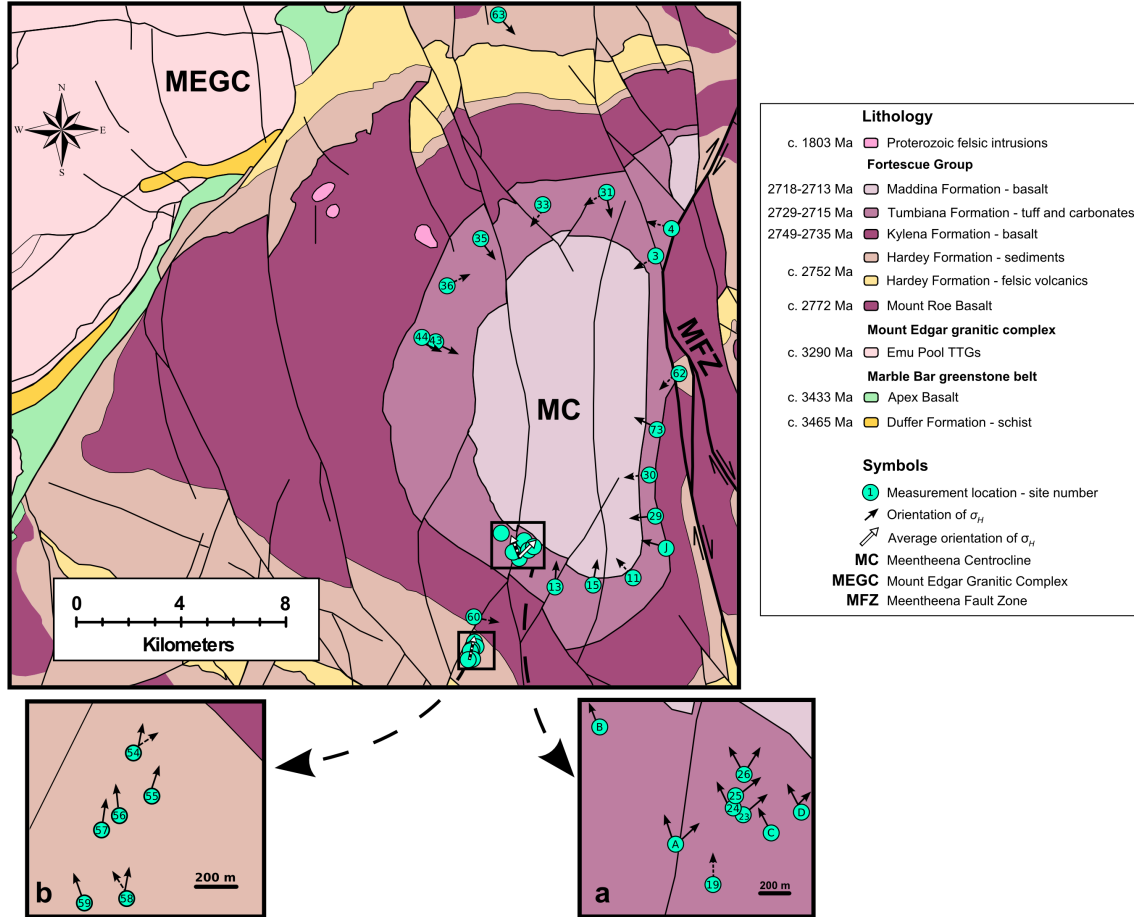 63
MEGC
N
W E
S
31
33
4
35
3
36
MFZ
44
43
62
MC
73
30
29
J
11
13
15
60
0 4 8
Kilometers
Lithology
c. 1803 Ma Proterozoic felsic intrusions
Fortescue Group
2718-2713 Ma Maddina Formation - basalt
2729-2715 Ma Tumbiana Formation - tuff and carbonates
2749-2735 Ma Kylena Formation - basalt
Hardey Formation - sediments
c. 2752 Ma
Hardey Formation - felsic volcanics
c. 2772 Ma Mount Roe Basalt
Mount Edgar granitic complex
c. 3290 Ma Emu Pool TTGs
Marble Bar greenstone belt
c. 3433 Ma Apex Basalt
c. 3465 Ma Duffer Formation - schist
Symbols
1 Measurement location - site number
Orientation of σH
Average orientation of σH
MC Meentheena Centrocline
MEGC Mount Edgar Granitic Complex
MFZ Meentheena Fault Zone
54
55
56
57
59
58
200 m
b
B
26
25
24
23
D
C
A
19
200 m
a